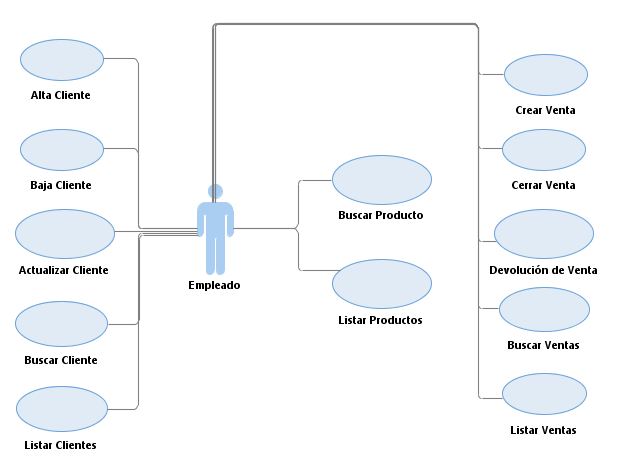 Alta Cliente
Baja Cliente
Actualizar Cliente
Buscar Cliente
Listar Clientes
Empleado
Buscar Producto
Listar Productos
Crear Venta
Cerrar Venta
Devolución de Venta
Buscar Ventas
Listar Ventas